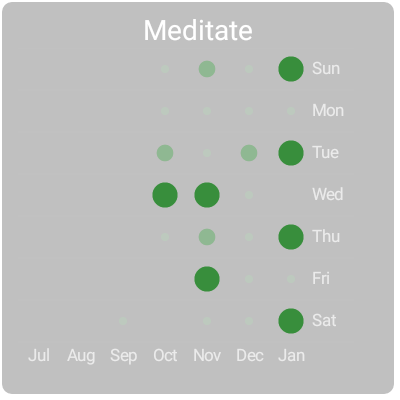 Meditate
Sun
Mon
Tue
Wed
Thu
Fri
Sat
Jul Aug Sep Oct Nov Dec Jan